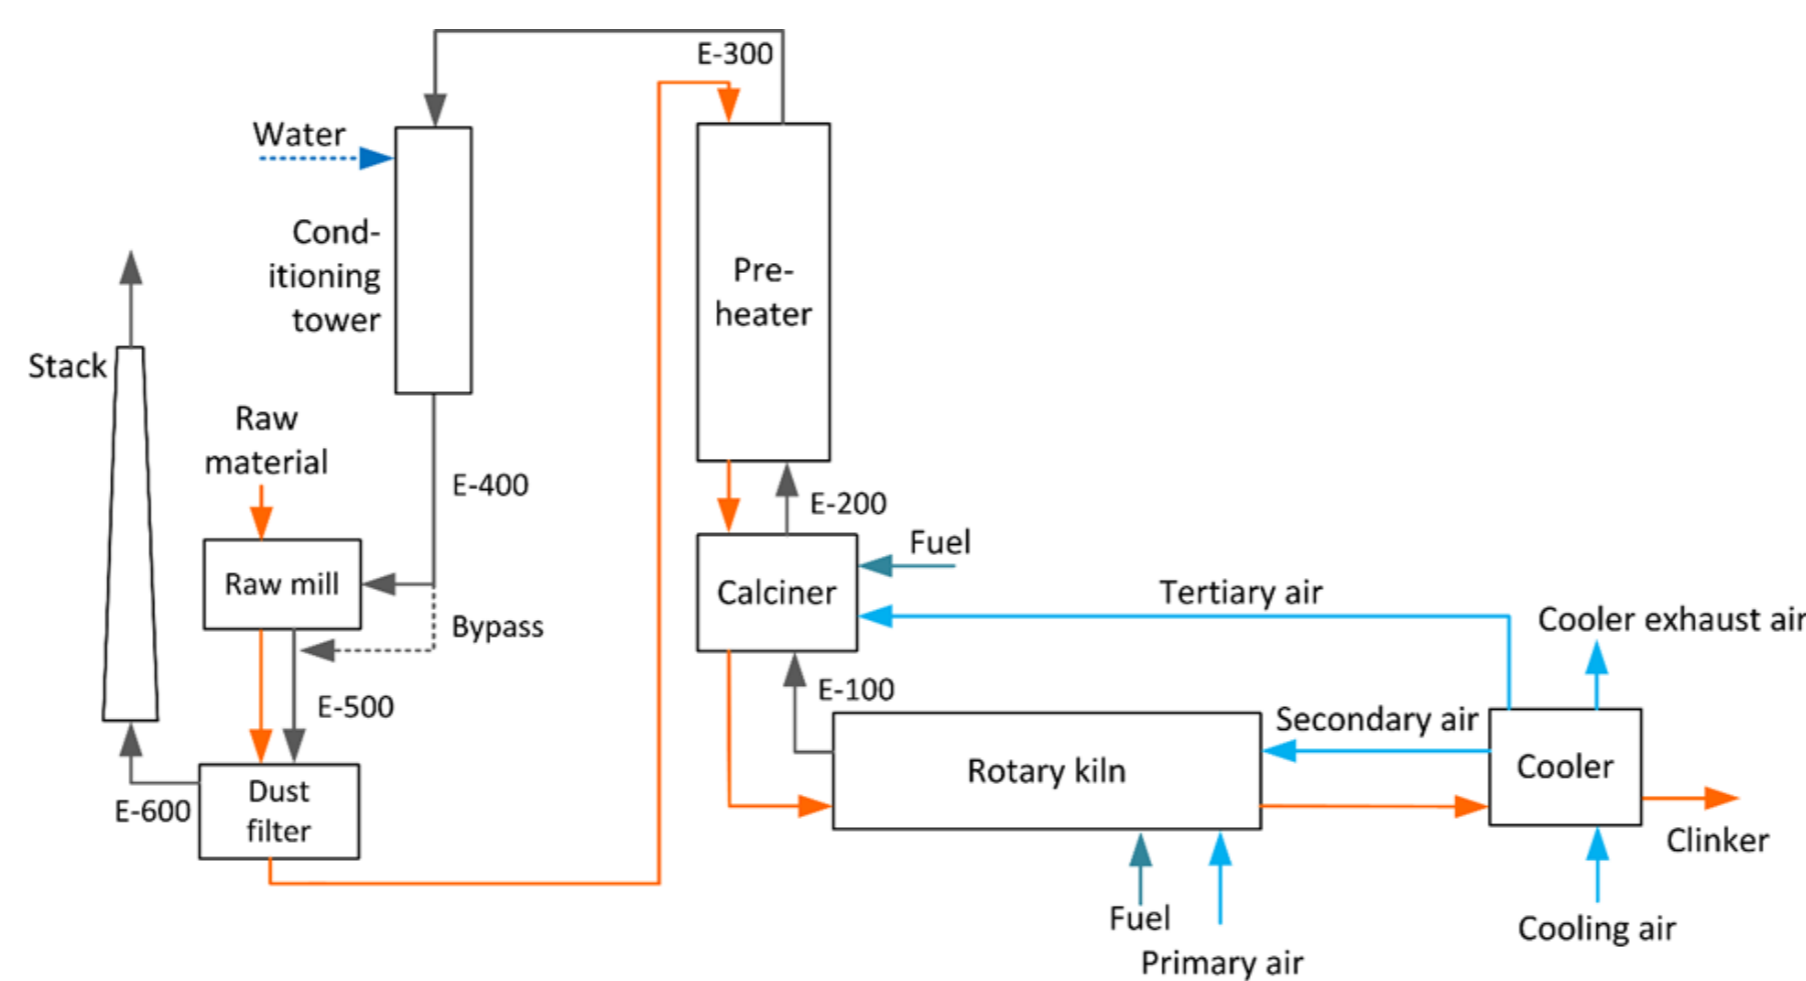 E-300
Water
Cond-
itioning
tower
Pre-
heater
Stack
Raw
material
E-400
E-200
Fuel
Raw mill
Calciner
Tertiary air
Cooler exhaust air
Bypass
E-100
E-500
Secondary air
Rotary kiln
Cooler
E-600
Dust
filter
Clinker
Fuel
Cooling air
Primary air